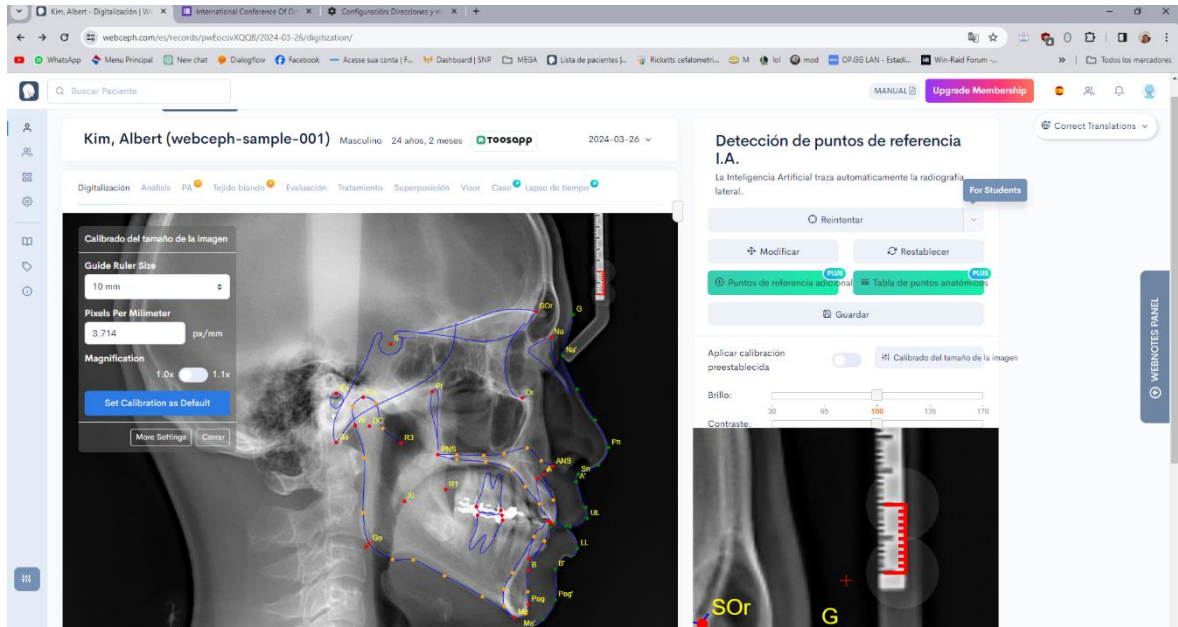 Kim, Albert - Digitalización | We
International Conference Of On
Configuración: Direcciones y m
webceph.com/es/records/pwEocsvXQQB/2024-03-26/digitization/
WhatsApp
Menu Principal
New chat
Dialogflow
Facebook
Acesse sua conta | F...
Dashboard | SNP
MEGA
Lista de pacientes |...
Ricketts cefalometri...
M
lol
mod
OP.GG LAN - Estadí...
Win-Raid Forum -...
»
Todos los marcadores
Buscar Paciente
MANUAL
Upgrade Membership
Kim, Albert (webceph-sample-001) Masculino 24 años, 2 meses TOOSAPP 2024-03-26
Digitalización Análisis PA Tejido blando Evaluación Tratamiento Superposición Visor Caso Lapso de tiempo
Calibrado del tamaño de la imagen
Guide Ruler Size
10 mm
Pixels Per Milimeter
3.714 px/mm
Magnification
1.0x 1.1x
Set Calibration as Default
More Settings Cerrar
SOr
G
Na
Na'
S
Pt
Or
DC
R3
Ba
PNS
Pn
ANS
Sn
A
A'
R1
Xi
UL
LL
Go
B
B'
Pog
Pog'
Me
Me'
Detección de puntos de referencia
I.A.
La Inteligencia Artificial traza automáticamente la radiografía
lateral.
For Students
Reintentar
Modificar
Restablecer
PLUS
PLUS
Puntos de referencia adicional
Tabla de puntos anatómicos
Guardar
Aplicar calibración
preestablecida
Calibrado del tamaño de la imagen
Brillo:
30 65 100 135 170
Contraste:
SOr
G
Correct Translations
WEBNOTES PANEL